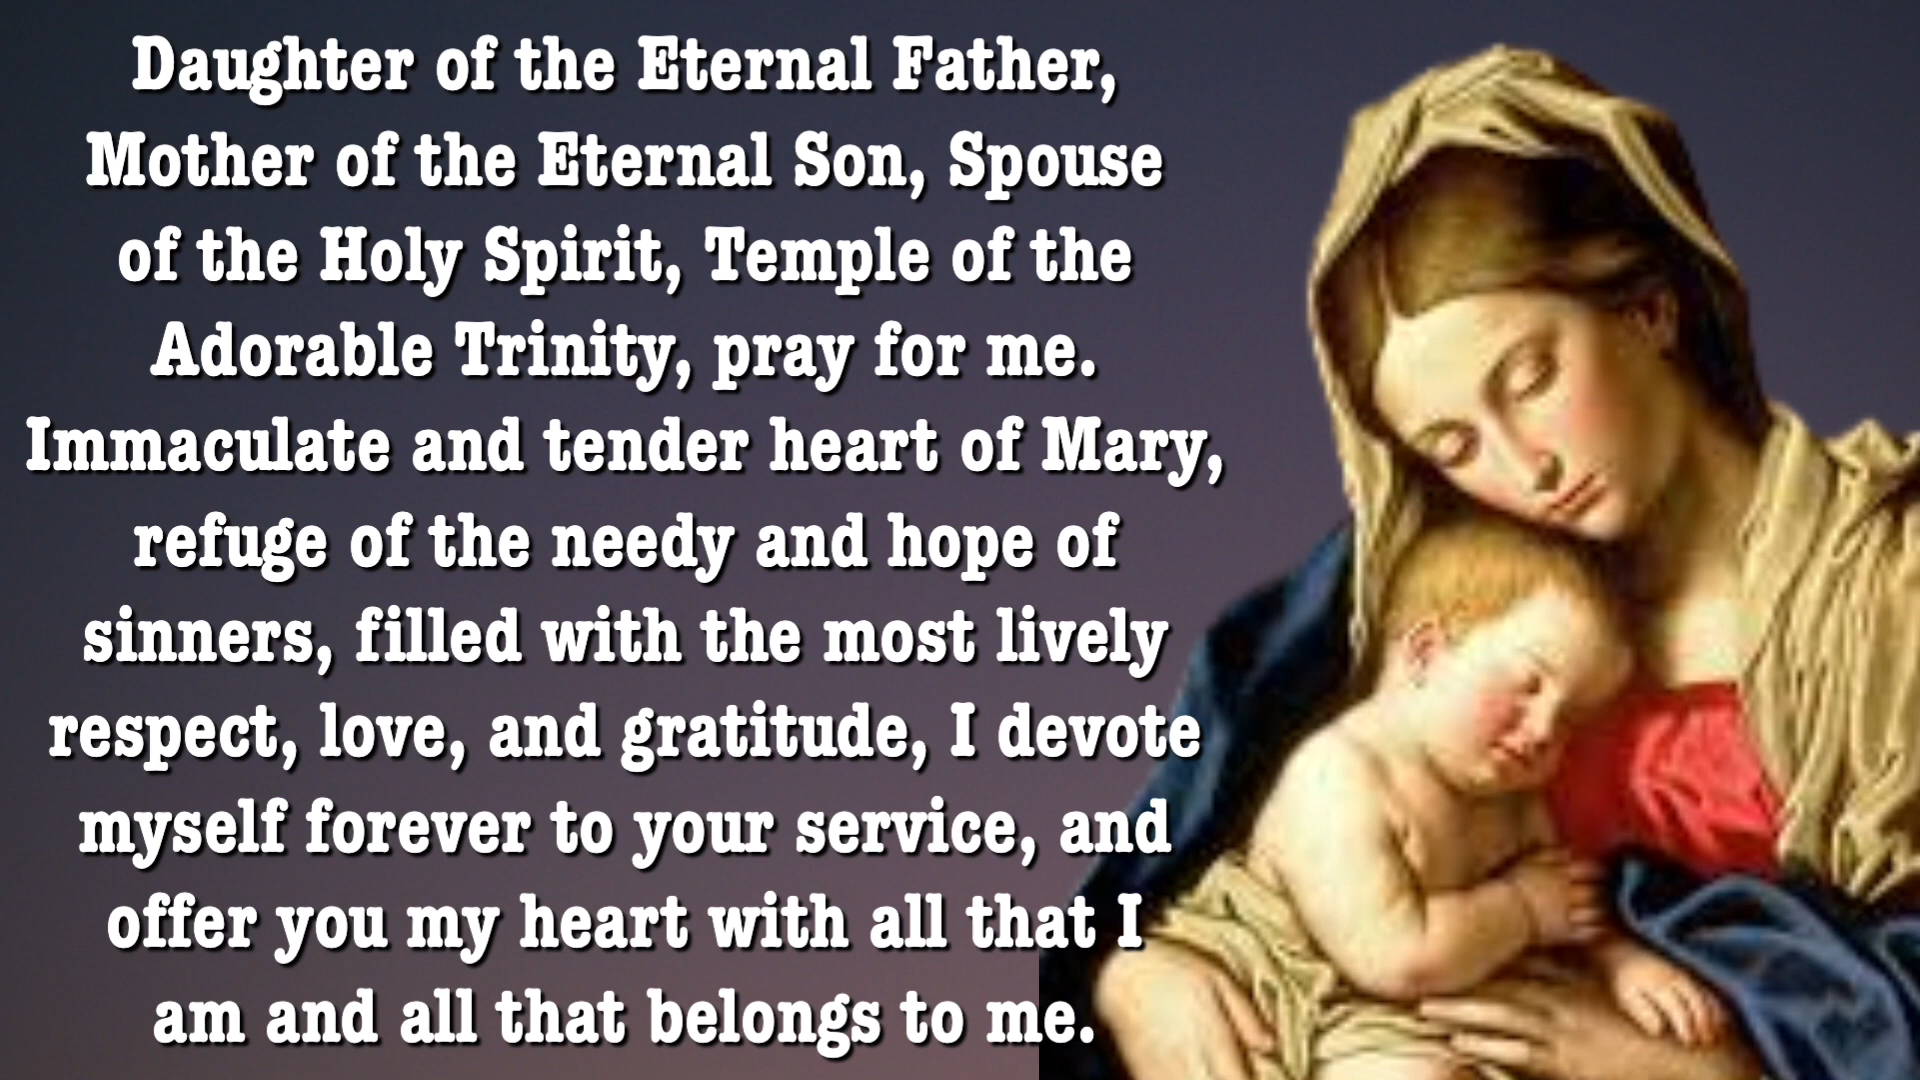 Daughter of the Eternal Father,
Mother of the Eternal Son, Spouse
of the Holy Spirit, Temple of the
Adorable Trinity, pray for me.
Immaculate and tender heart of Mary,
refuge of the needy and hope of
sinners, filled with the most lively
respect, love, and gratitude, I devote
myself forever to your service, and
offer you my heart with all that I
am and all that belongs to me.